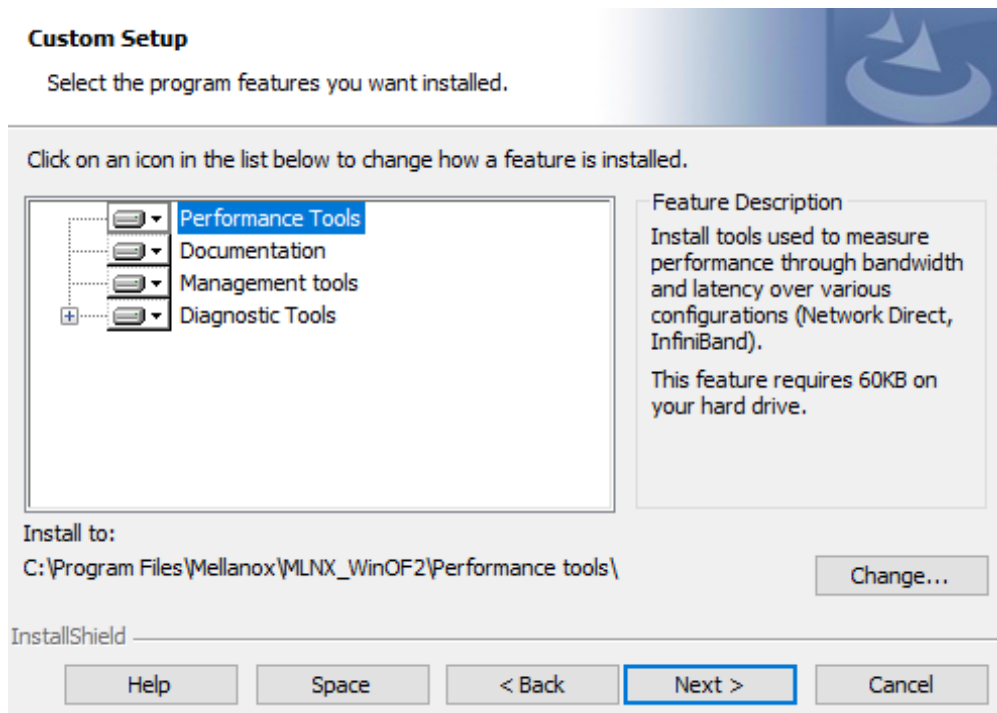 Custom Setup
Select the program features you want installed.
Click on an icon in the list below to change how a feature is installed.
Performance Tools
Documentation
Management tools
Diagnostic Tools
Feature Description
Install tools used to measure
performance through bandwidth
and latency over various
configurations (Network Direct,
InfiniBand).
This feature requires 60KB on
your hard drive.
Install to:
C:\Program Files\Mellanox\MLNX_WinOF2\Performance tools\
Change...
InstallShield
Help
Space
< Back
Next >
Cancel